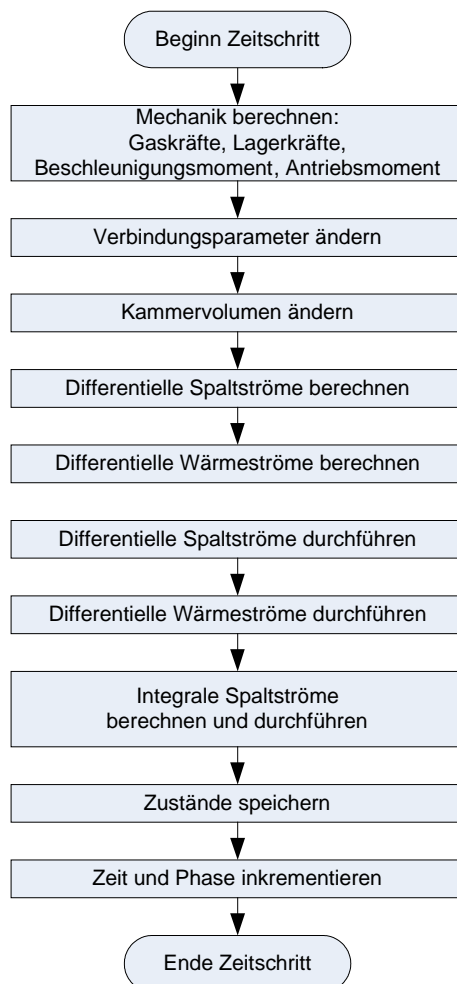 Beginn Zeitschritt
Mechanik berechnen:
Gaskräfte, Lagerkräfte,
Beschleunigungsmoment, Antriebsmoment
Verbindungsparameter ändern
Kammervolumen ändern
Differentielle Spaltströme berechnen
Differentielle Wärmeströme berechnen
Differentielle Spaltströme durchführen
Differentielle Wärmeströme durchführen
Integrale Spaltströme
berechnen und durchführen
Zustände speichern
Zeit und Phase inkrementieren
Ende Zeitschritt